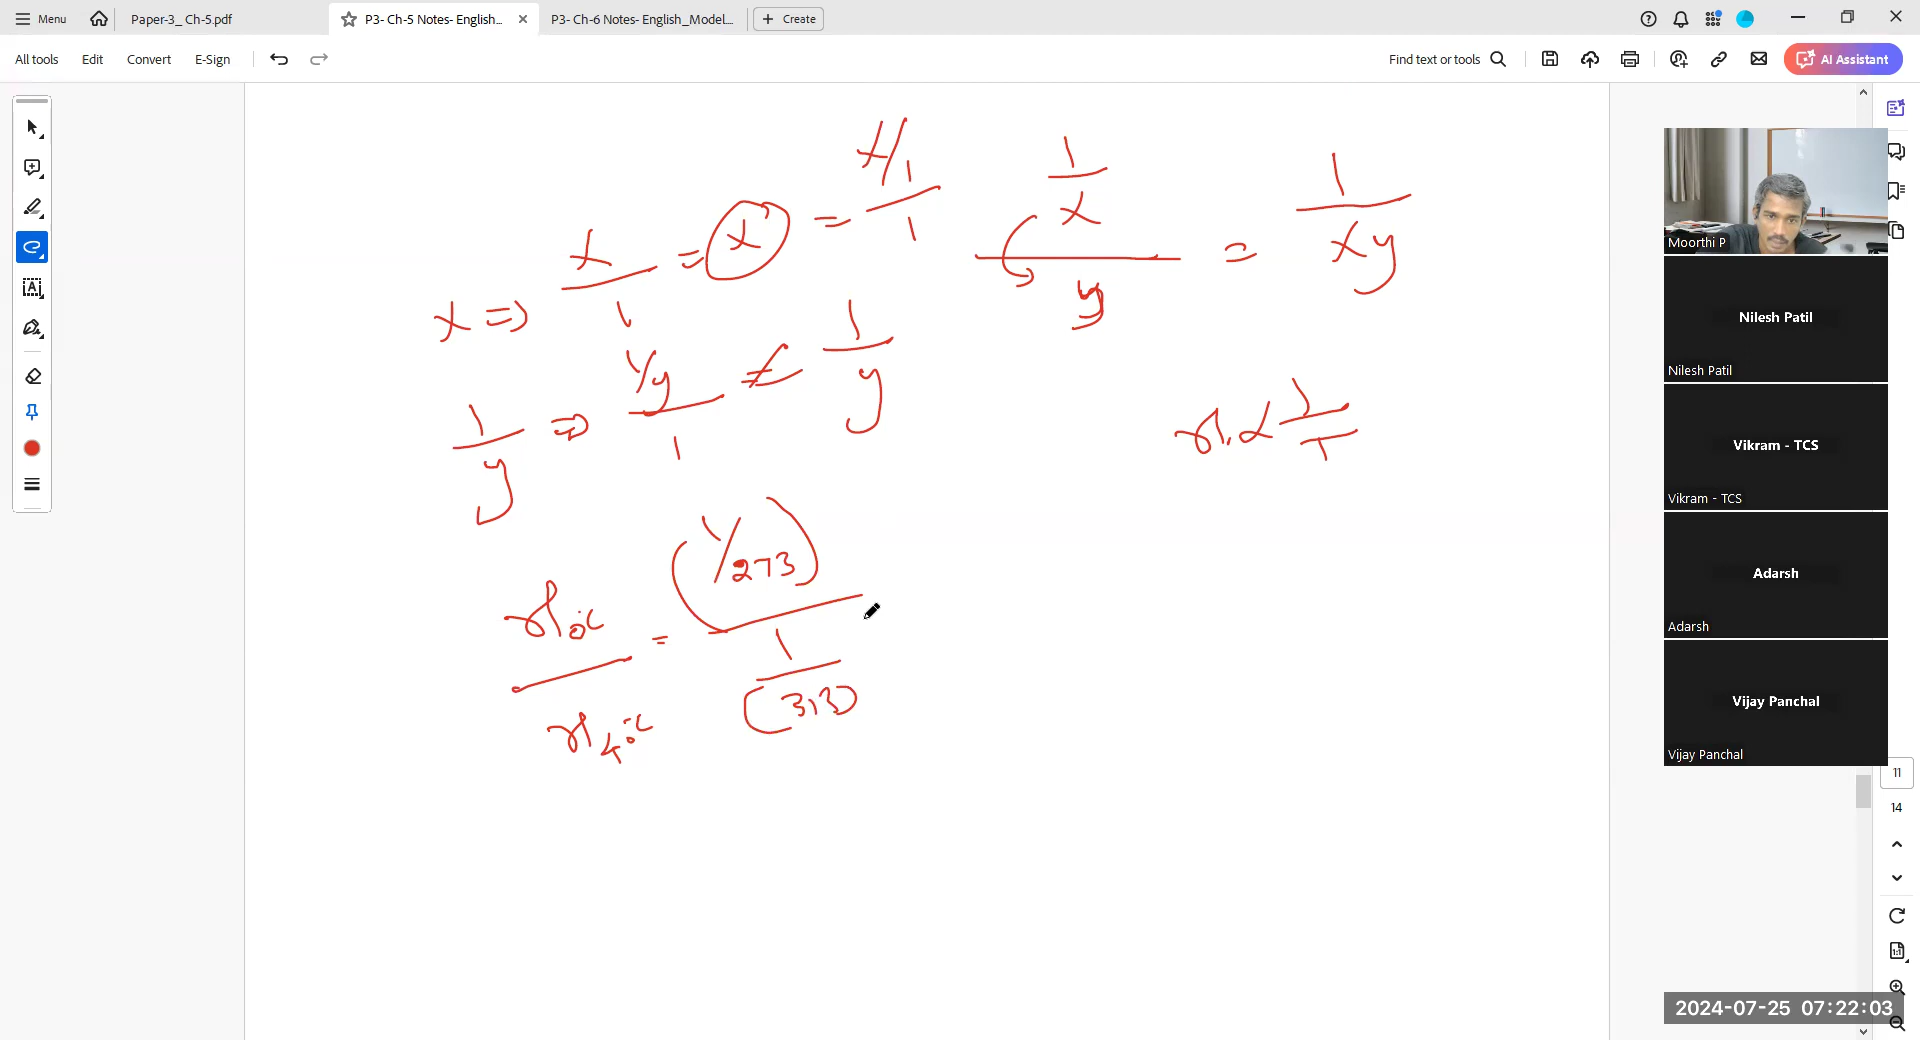 Menu
Paper-3_ Ch-5.pdf
P3- Ch-5 Notes- English...
P3- Ch-6 Notes- English_Model...
+ Create
All tools
Edit
Convert
E-Sign
Find text or tools
AI Assistant
x ⇒ x/1 = x = x/1/1
1/x / y = 1/xy
1/y ⇒ 1/y / 1 ≠ 1/y
α 1/T
0°C / 40°C = (1/273) / 1/(313)
Moorthi P
Nilesh Patil
Nilesh Patil
Vikram - TCS
Vikram - TCS
Adarsh
Adarsh
Vijay Panchal
Vijay Panchal
11
14
2024-07-25 07:22:03